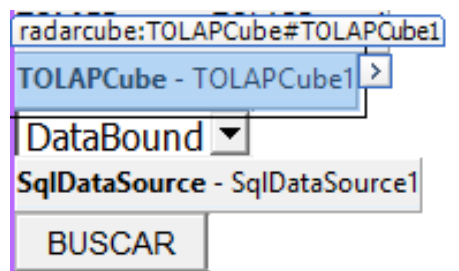 radarcube:TOLAPCube#TOLAPCube1
TOLAPCube - TOLAPCube1
DataBound
SqlDataSource - SqlDataSource1
BUSCAR